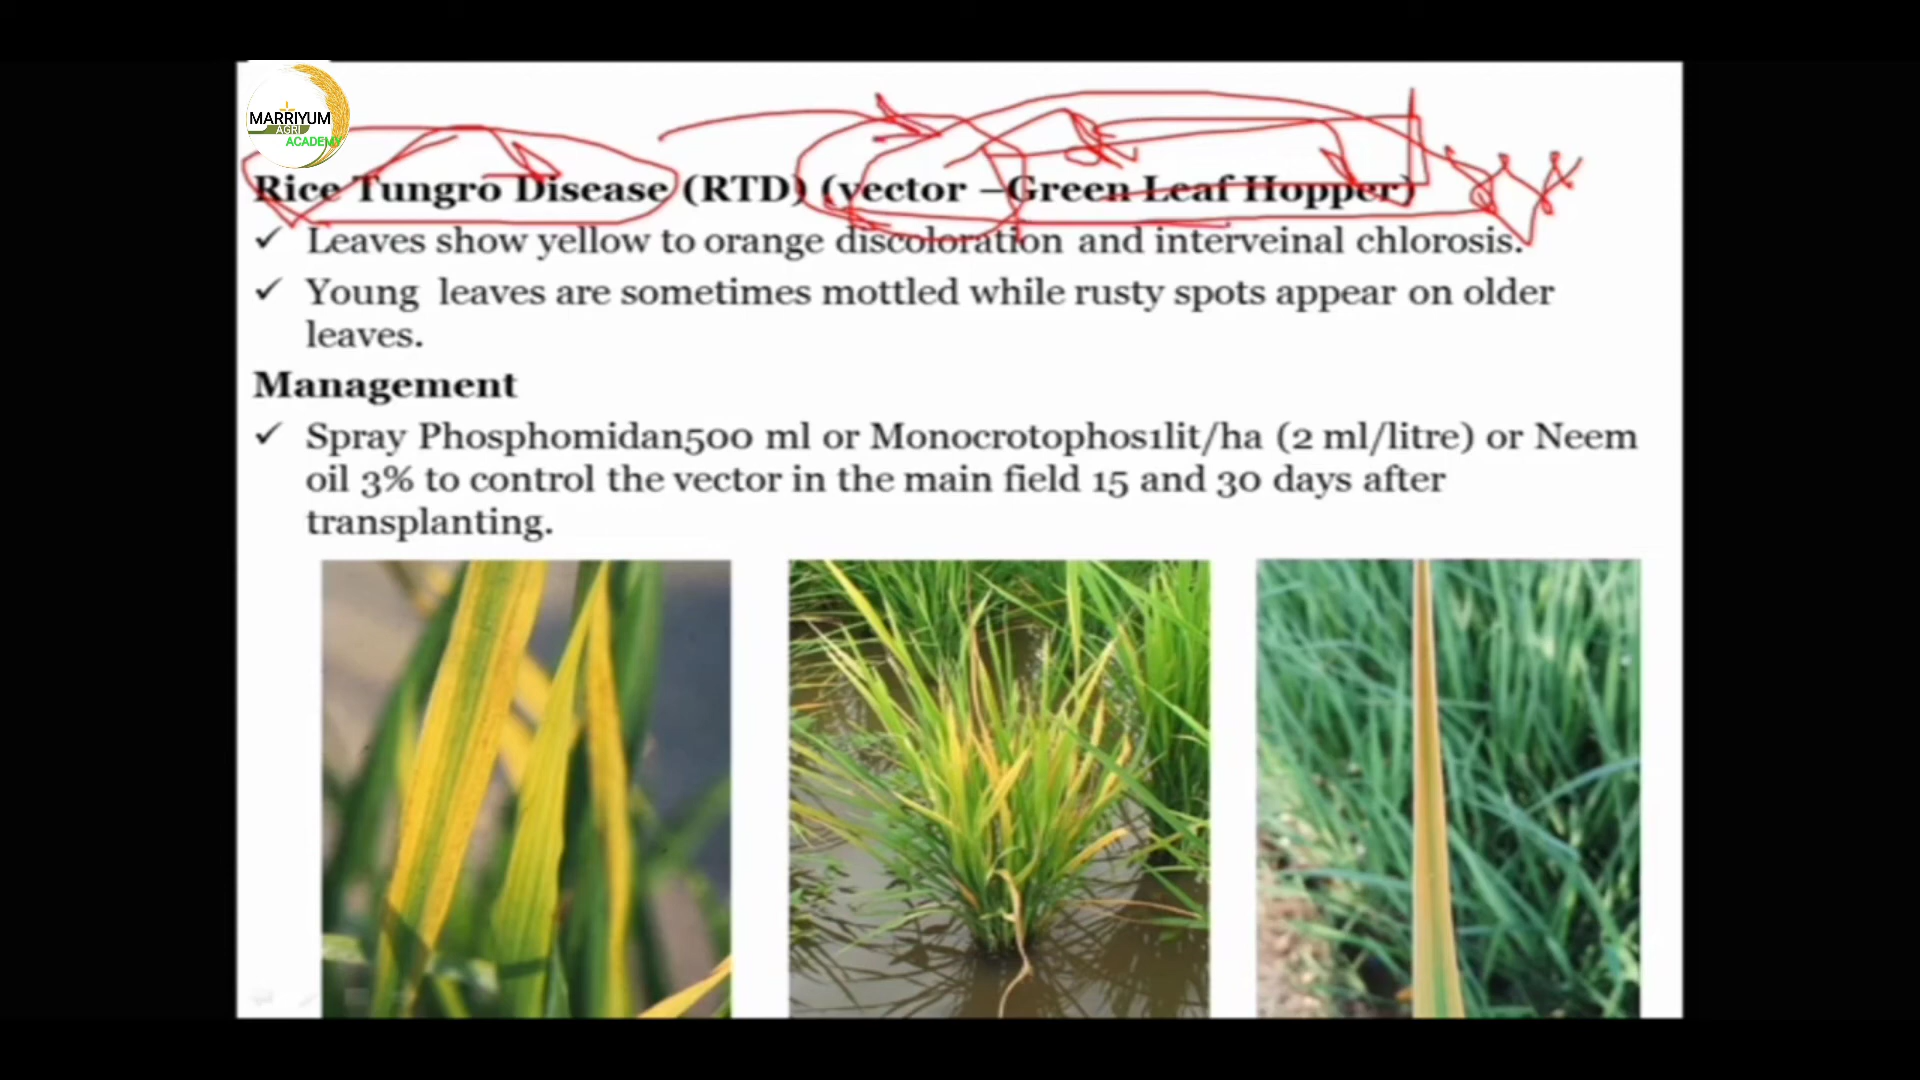 MARRIYUM
AGRI
ACADEMY
Rice Tungro Disease (RTD) (vector –Green Leaf Hopper)
✓ Leaves show yellow to orange discoloration and interveinal chlorosis.
✓ Young leaves are sometimes mottled while rusty spots appear on older
leaves.
Management
✓ Spray Phosphomidan500 ml or Monocrotophos1lit/ha (2 ml/litre) or Neem
oil 3% to control the vector in the main field 15 and 30 days after
transplanting.